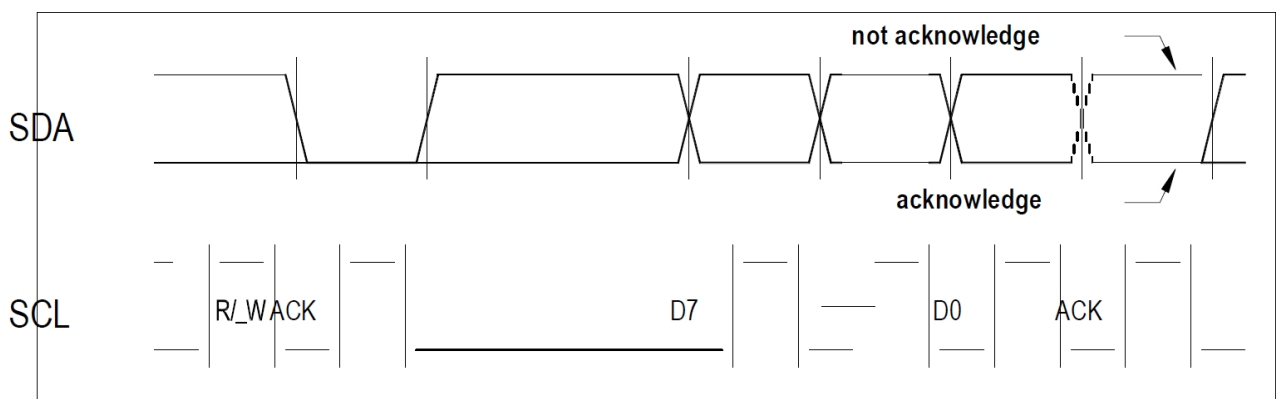 not acknowledge
SDA
acknowledge
SCL
R/_W ACK D7 D0 ACK